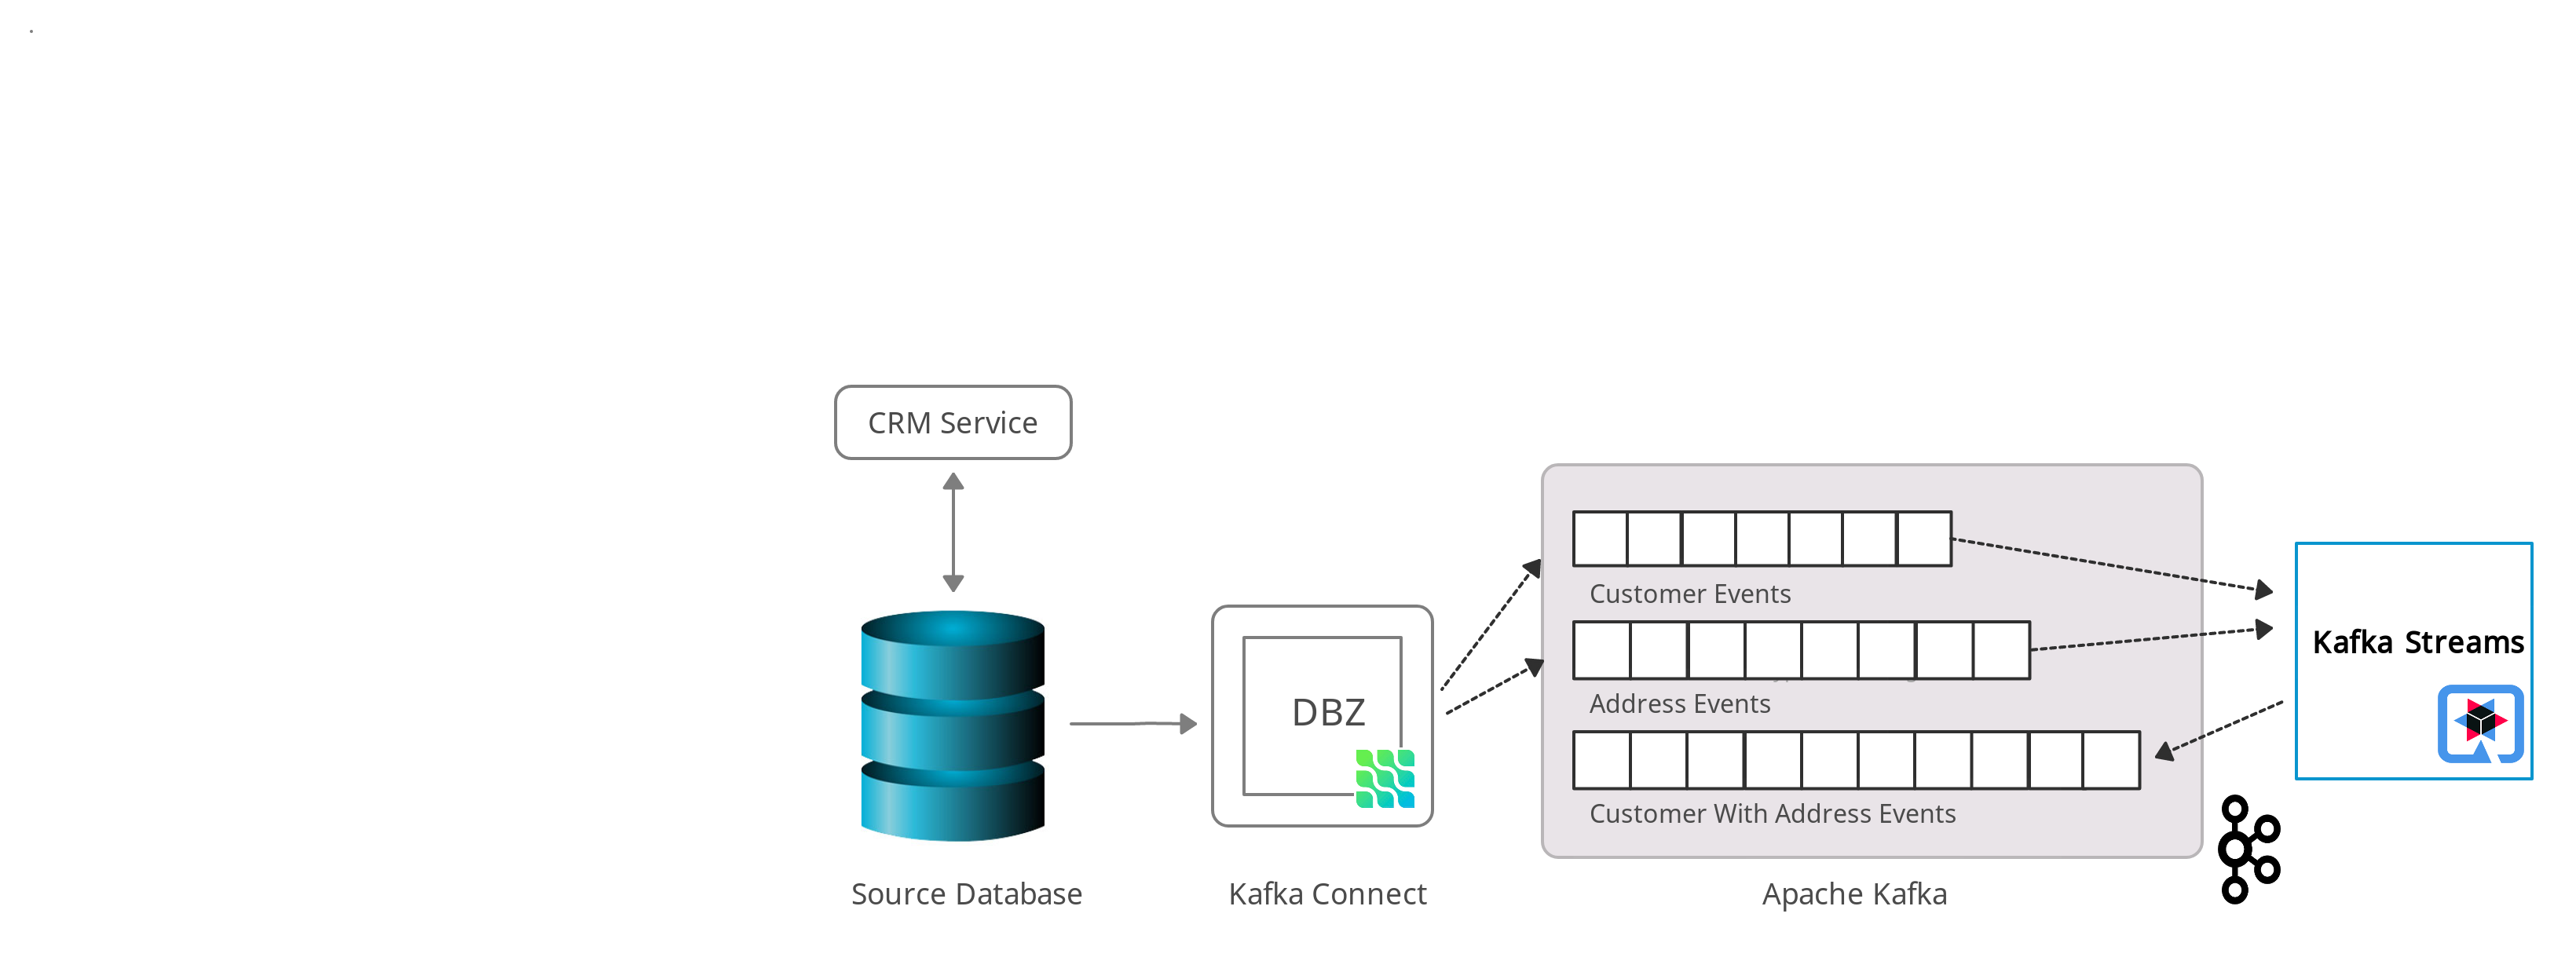 CRM Service
Customer Events
Kafka Streams
DBZ
Address Events
Customer With Address Events
Source Database
Kafka Connect
Apache Kafka